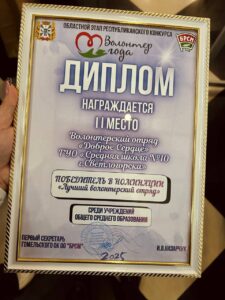 ОБЛАСТНОЙ ЭТАП РЕСПУБЛИКАНСКОГО КОНКУРСА
Волонтер
года
БРСМ
ДИПЛОМ
НАГРАЖДАЕТСЯ
II МЕСТО
Волонтерский отряд
«Доброе Сердце»
ГУО «Средняя школа №10
г.Светлогорска»
ПОБЕДИТЕЛЬ В НОМИНАЦИИ
«Лучший волонтерский отряд»
СРЕДИ УЧРЕЖДЕНИЙ
ОБЩЕГО СРЕДНЕГО ОБРАЗОВАНИЯ
ПЕРВЫЙ СЕКРЕТАРЬ
ГОМЕЛЬСКОГО ОК ОО "БРСМ"
2025